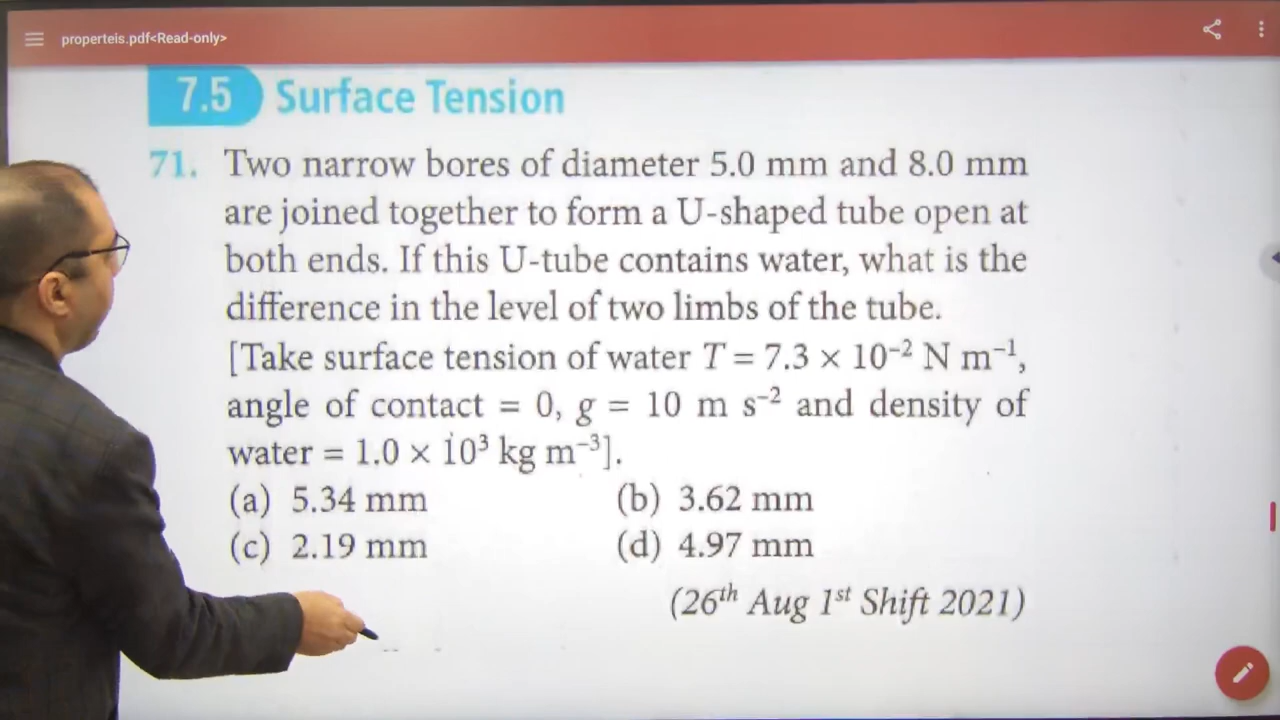 properteis.pdf<Read-only>
7.5 Surface Tension
71. Two narrow bores of diameter 5.0 mm and 8.0 mm
are joined together to form a U-shaped tube open at
both ends. If this U-tube contains water, what is the
difference in the level of two limbs of the tube.
[Take surface tension of water T = 7.3 × 10⁻² N m⁻¹,
angle of contact = 0, g = 10 m s⁻² and density of
water = 1.0 × 10³ kg m⁻³].
(a) 5.34 mm (b) 3.62 mm
(c) 2.19 mm (d) 4.97 mm
(26th Aug 1st Shift 2021)